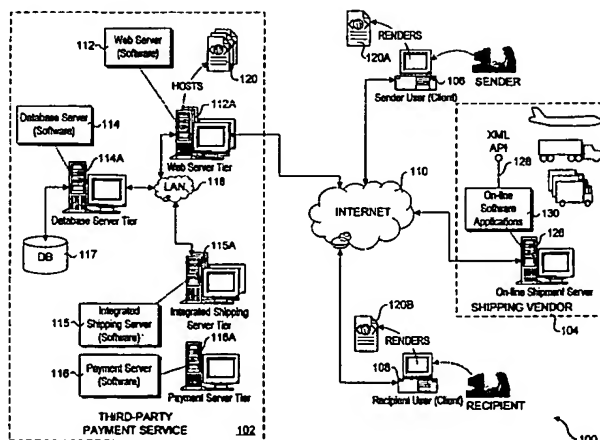 112
Web Server
(Software)
HOSTS
120
112A
Web Server Tier
Database Server
(Software)
114
114A
Database Server Tier
LAN
118
DB
117
115A
Integrated Shipping
Server Tier
115
Integrated
Shipping Server
(Software)
116A
116
Payment Server
(Software)
Payment Server Tier
THIRD-PARTY
PAYMENT SERVICE
102
110
INTERNET
RENDERS
120A
106
SENDER
Sender User (Client)
XML
API
128
On-line
Software
Applications
130
126
On-line Shipment Server
SHIPPING VENDOR
104
120B
RENDERS
108
Recipient User (Client)
RECIPIENT
100